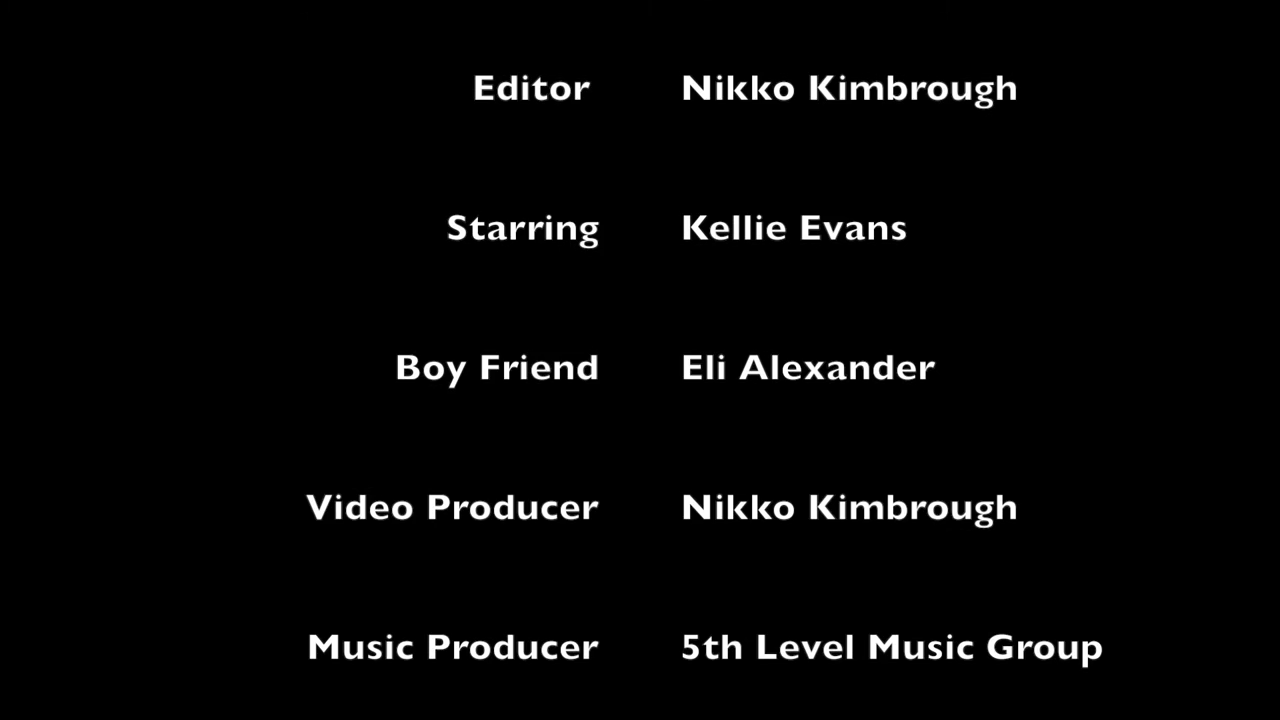 Editor Nikko Kimbrough
Starring Kellie Evans
Boy Friend Eli Alexander
Video Producer Nikko Kimbrough
Music Producer 5th Level Music Group